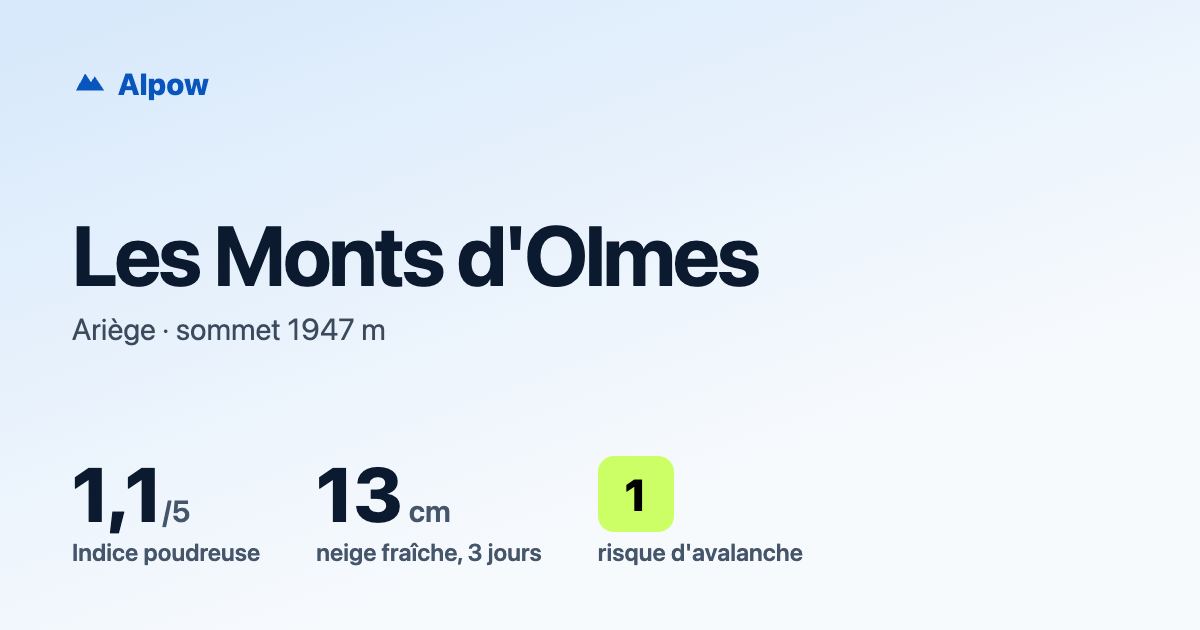 Alpow
Les Monts d'Olmes
Ariège · sommet 1947 m
1,1/5
Indice poudreuse
13 cm
neige fraîche, 3 jours
1
risque d'avalanche